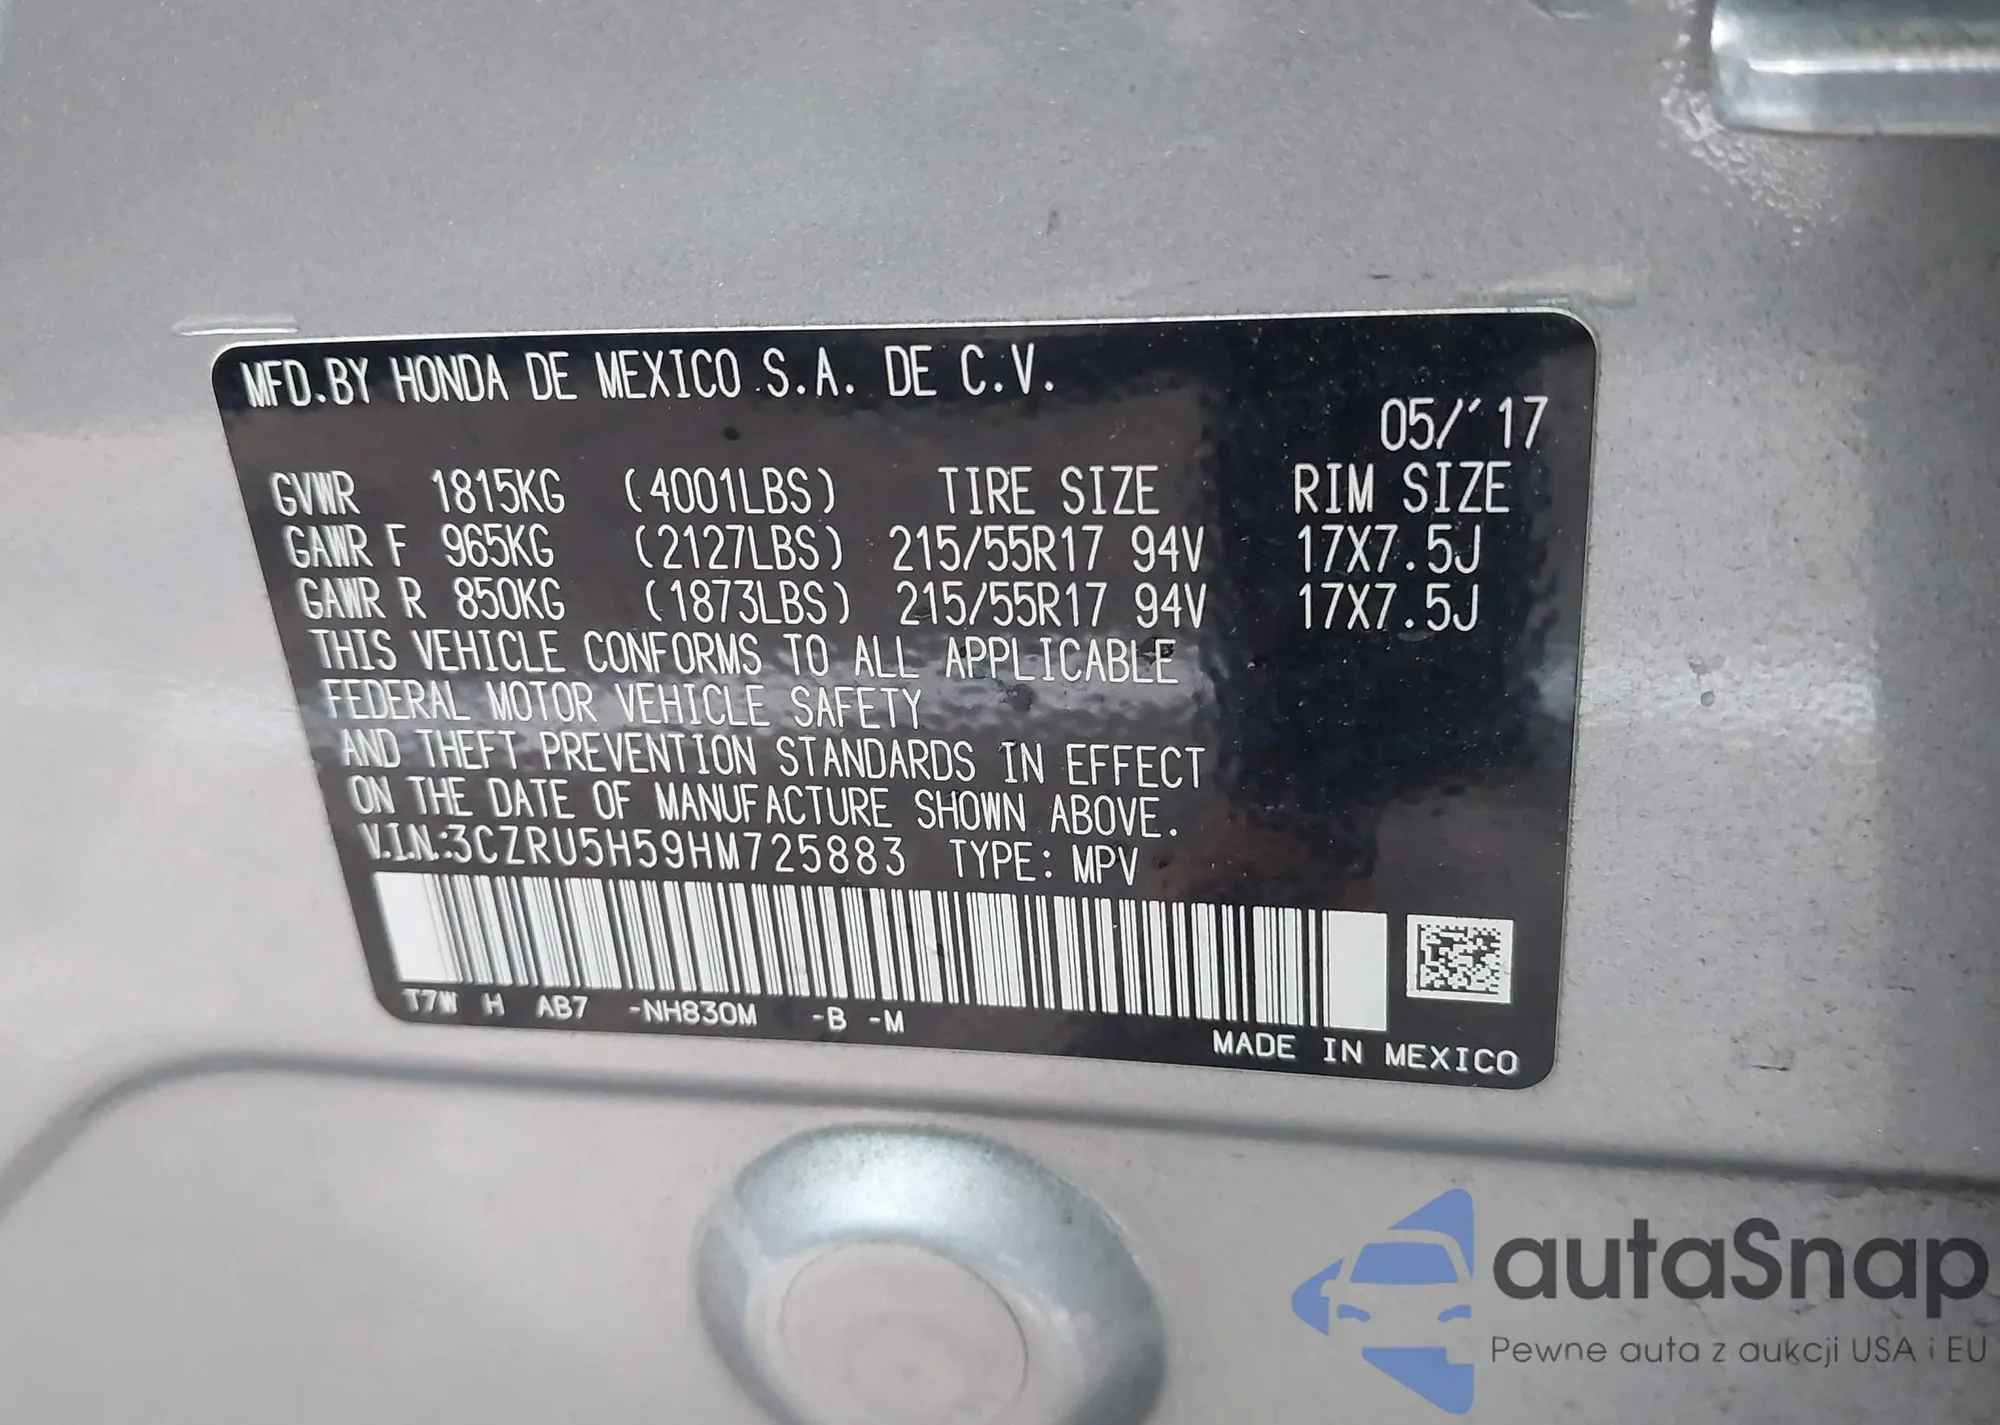 MFD.BY HONDA DE MEXICO S.A. DE C.V.
05/'17
GVWR 1815KG (4001LBS) TIRE SIZE RIM SIZE
GAWR F 965KG (2127LBS) 215/55R17 94V 17X7.5J
GAWR R 850KG (1873LBS) 215/55R17 94V 17X7.5J
THIS VEHICLE CONFORMS TO ALL APPLICABLE
FEDERAL MOTOR VEHICLE SAFETY
AND THEFT PREVENTION STANDARDS IN EFFECT
ON THE DATE OF MANUFACTURE SHOWN ABOVE.
V.I.N.:3CZRU5H59HM725883 TYPE: MPV
T7W H AB7 -NH830M -B -M
MADE IN MEXICO
autaSnap
Pewne auta z aukcji USA i EU